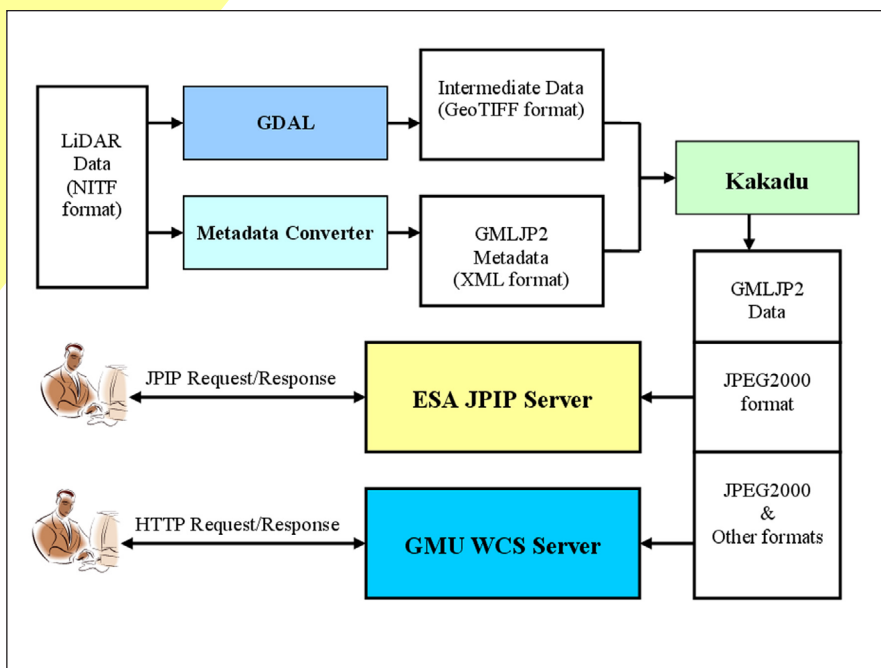 LiDAR
Data
(NITF
format)
GDAL
Intermediate Data
(GeoTIFF format)
Metadata Converter
GMLJP2
Metadata
(XML format)
Kakadu
GMLJP2
Data
JPIP Request/Response
ESA JPIP Server
JPEG2000
format
HTTP Request/Response
GMU WCS Server
JPEG2000
&
Other formats